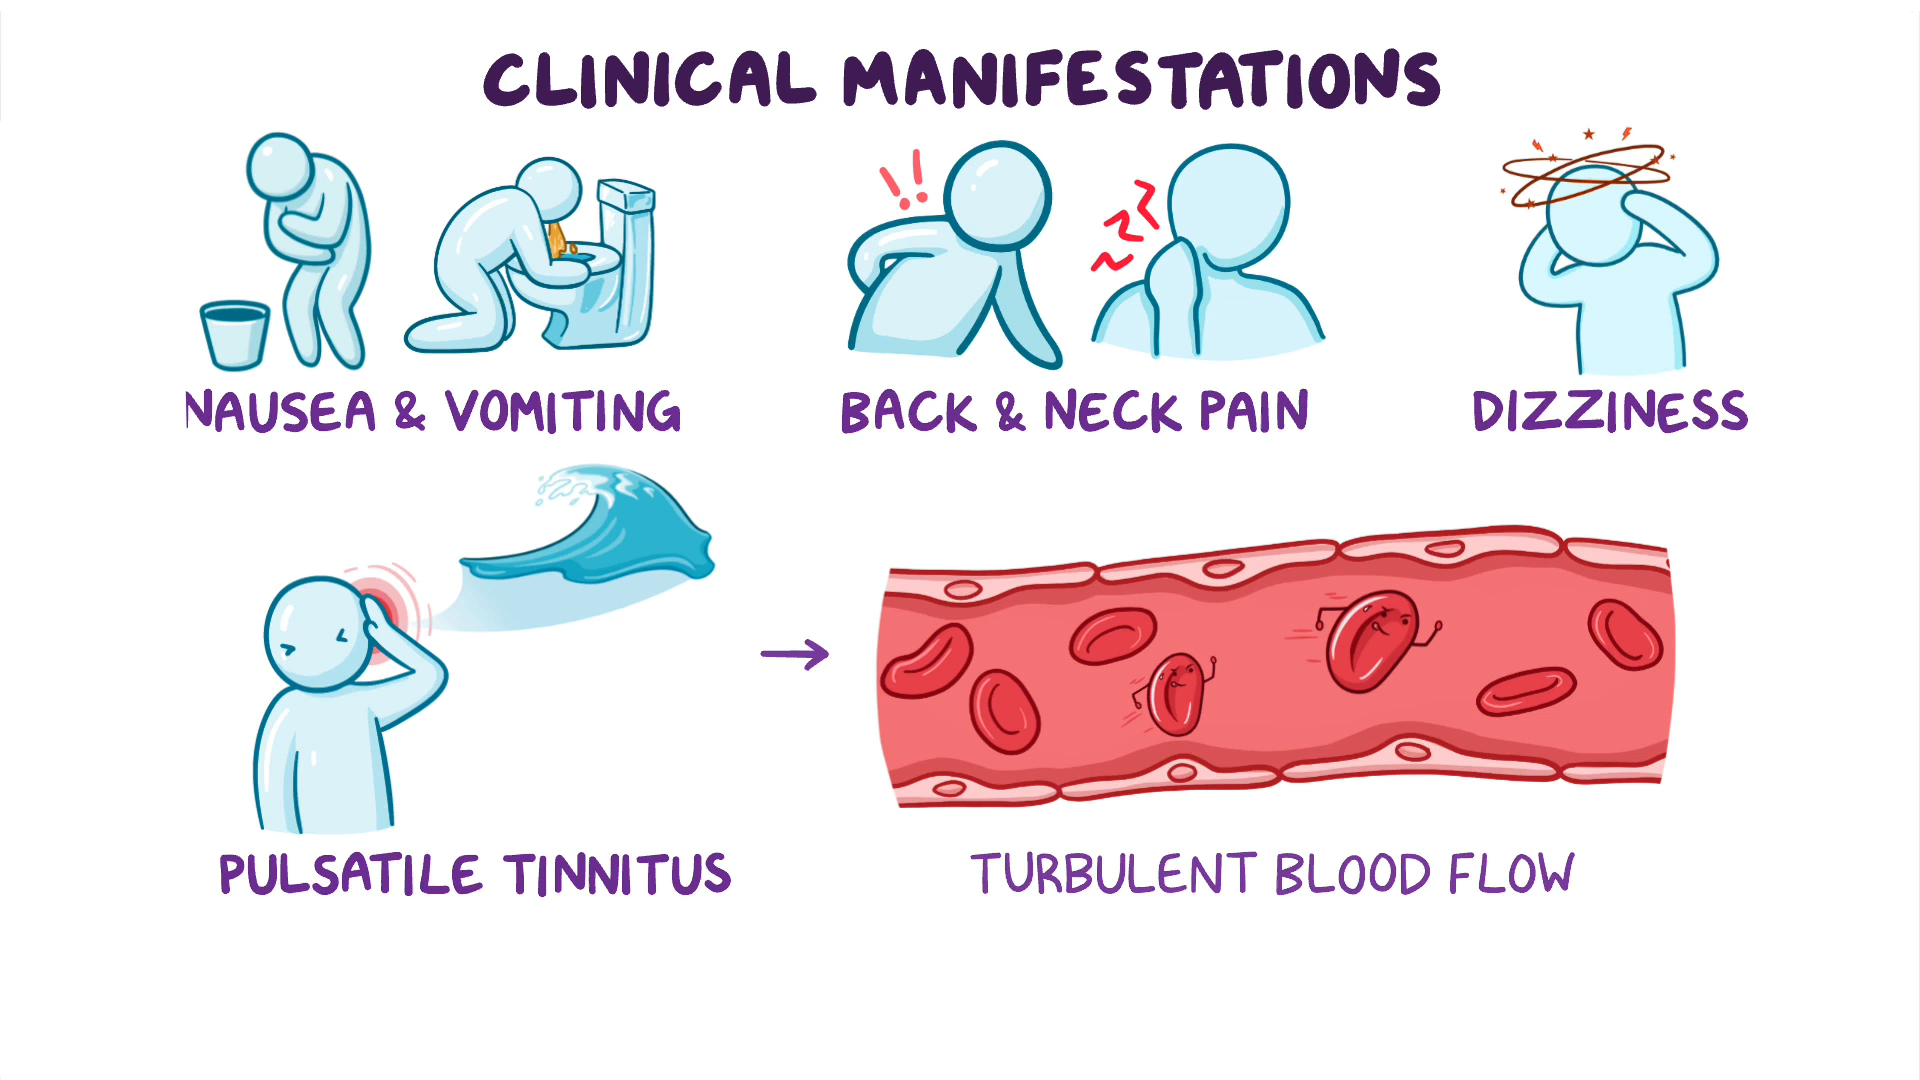 CLINICAL MANIFESTATIONS
NAUSEA & VOMITING
BACK & NECK PAIN
DIZZINESS
PULSATILE TINNITUS
TURBULENT BLOOD FLOW